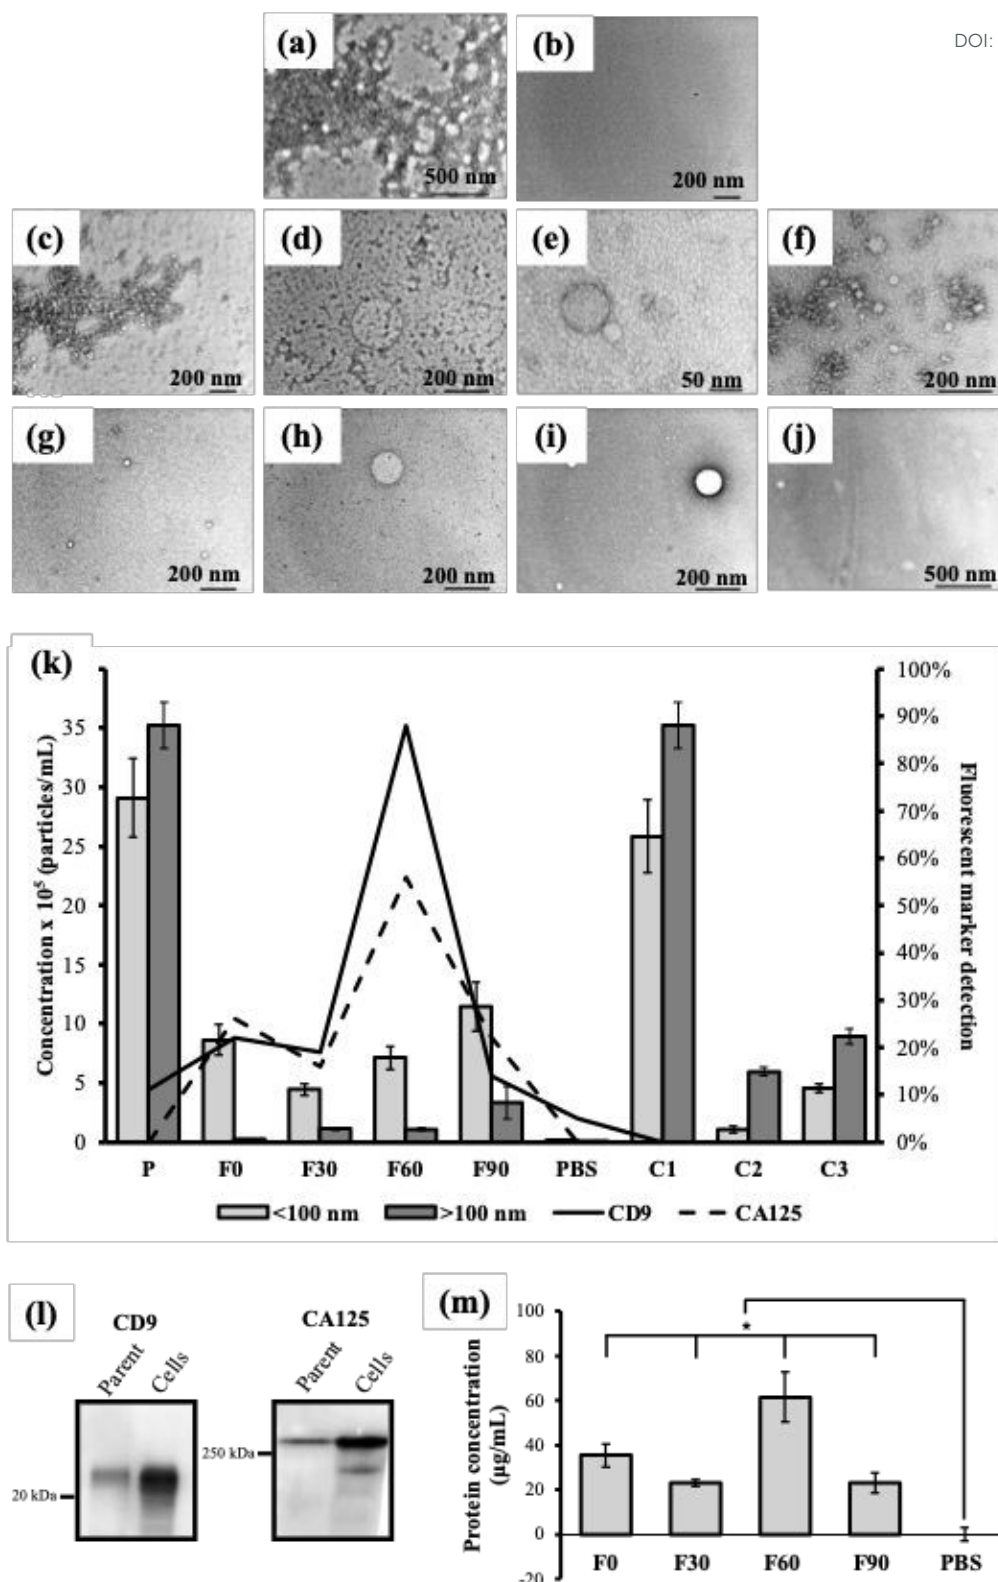 DOI:
(a)
500 nm
(b)
200 nm
(c)
200 nm
(d)
200 nm
(e)
50 nm
(f)
200 nm
(g)
200 nm
(h)
200 nm
(i)
200 nm
(j)
500 nm
(k)
Concentration x 10⁵ (particles/mL)
35
30
25
20
15
10
5
0
100%
90%
80%
70%
60%
50%
40%
30%
20%
10%
0%
Fluorescent marker detection
P F0 F30 F60 F90 PBS C1 C2 C3
<100 nm >100 nm CD9 CA125
(l)
CD9
Parent Cells
20 kDa
CA125
Parent Cells
250 kDa
(m)
Protein concentration
(µg/mL)
100
80
60
40
20
0
-20
*
F0 F30 F60 F90 PBS